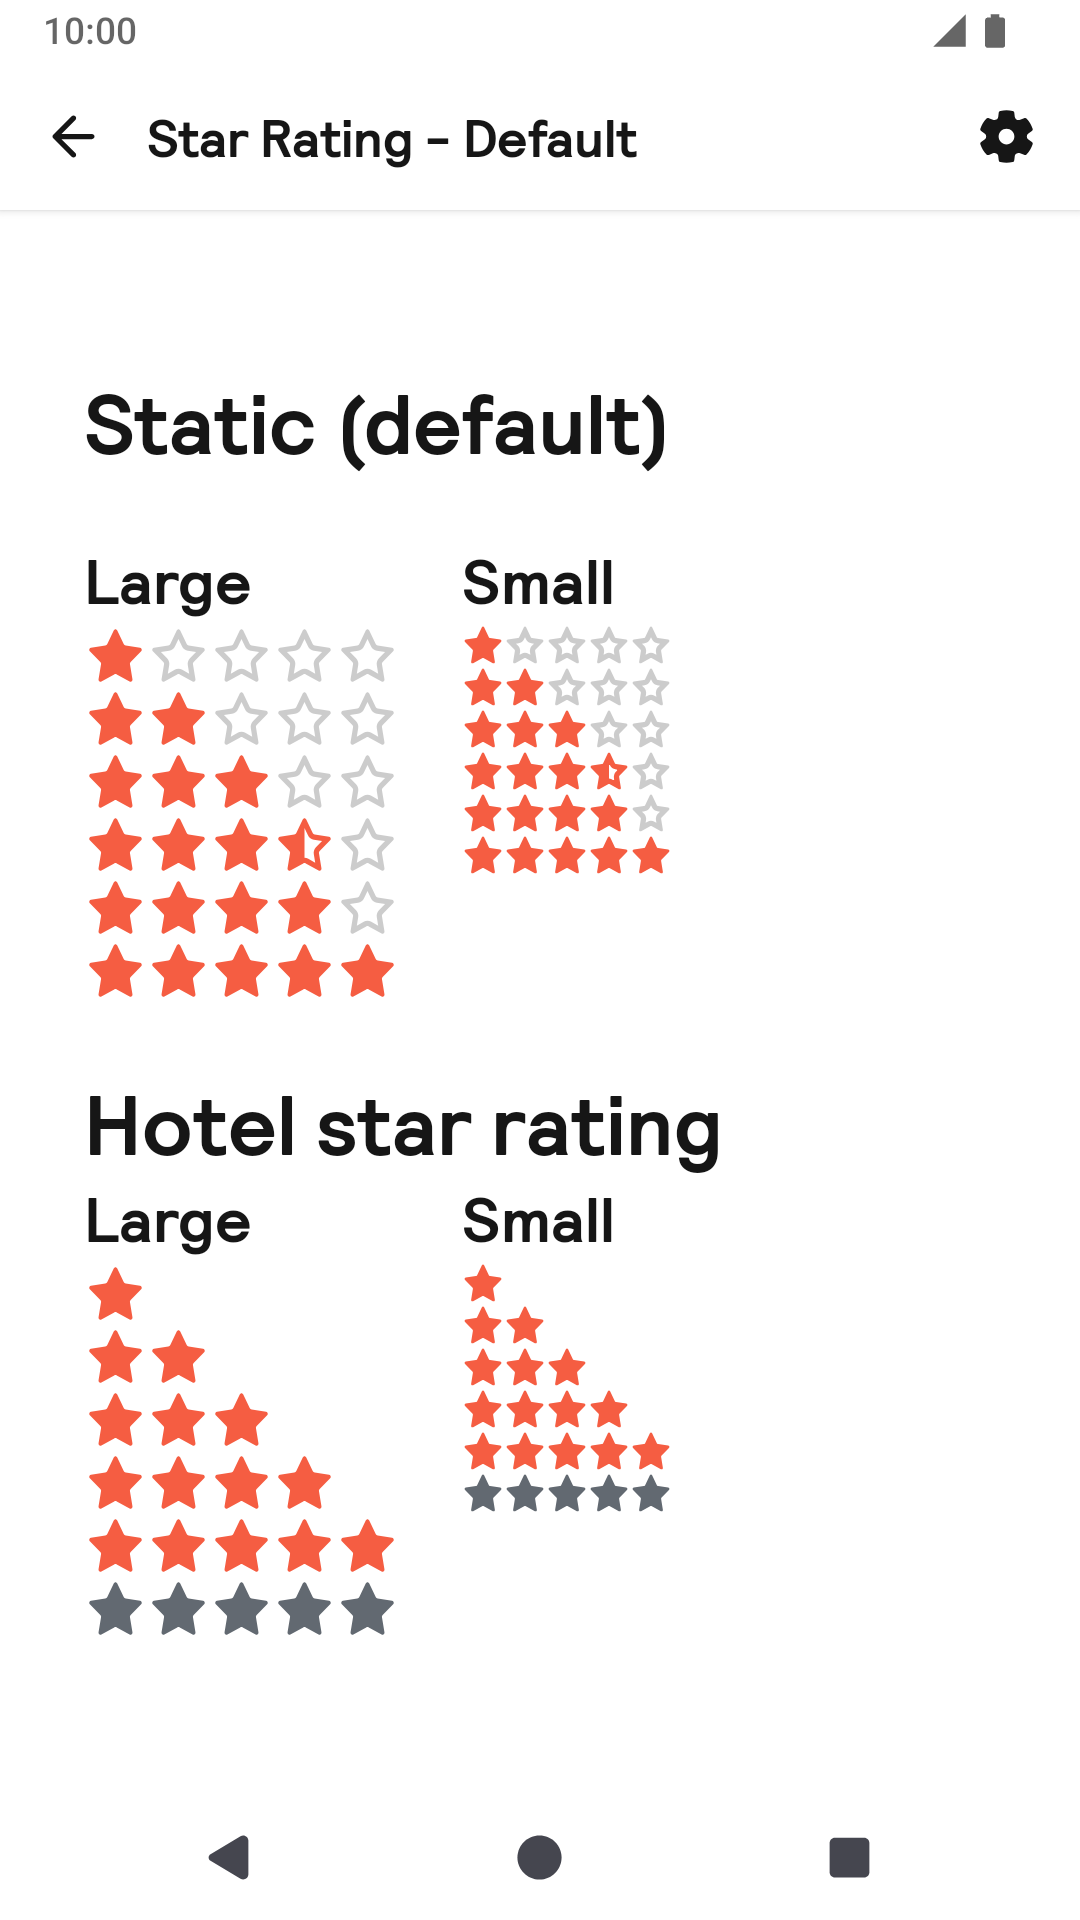 10:00
Star Rating - Default
Static (default)
Large
Small
Hotel star rating
Large
Small